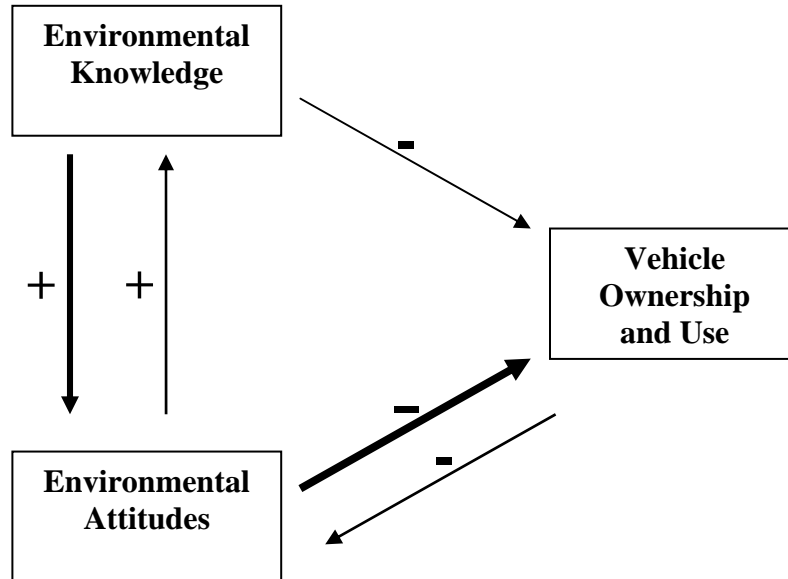 Environmental
Knowledge
-
+
+
Vehicle
Ownership
and Use
-
-
Environmental
Attitudes